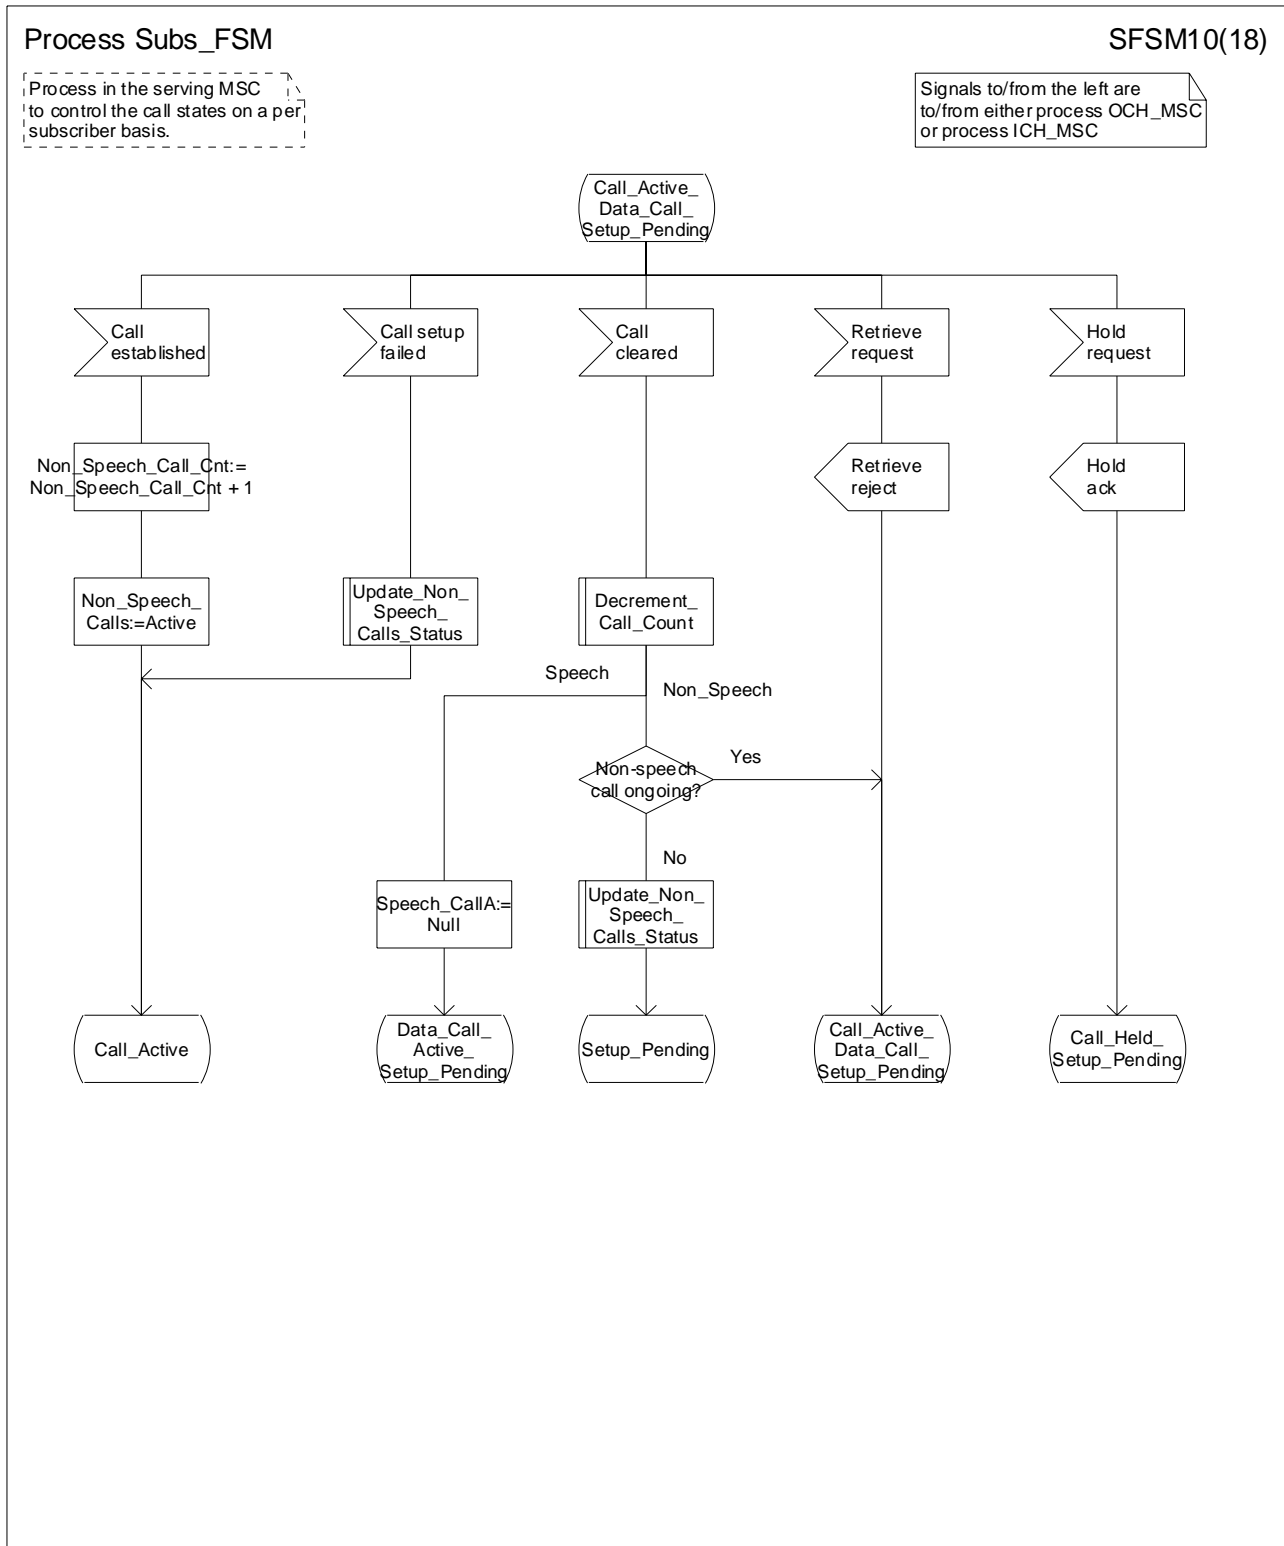 Process Subs_FSM
SFSM10(18)
Process in the serving MSC
to control the call states on a per
subscriber basis.
Signals to/from the left are
to/from either process OCH_MSC
or process ICH_MSC
Call_Active_
Data_Call_
Setup_Pending
Call
established
Call setup
failed
Call
cleared
Retrieve
request
Hold
request
Non_Speech_Call_Cnt:=
Non_Speech_Call_Cnt + 1
Retrieve
reject
Hold
ack
Non_Speech_
Calls:=Active
Update_Non_
Speech_
Calls_Status
Decrement_
Call_Count
Speech
Non_Speech
Non-speech
call ongoing?
Yes
No
Speech_CallA:=
Null
Update_Non_
Speech_
Calls_Status
Call_Active
Data_Call_
Active_
Setup_Pending
Setup_Pending
Call_Active_
Data_Call_
Setup_Pending
Call_Held_
Setup_Pending